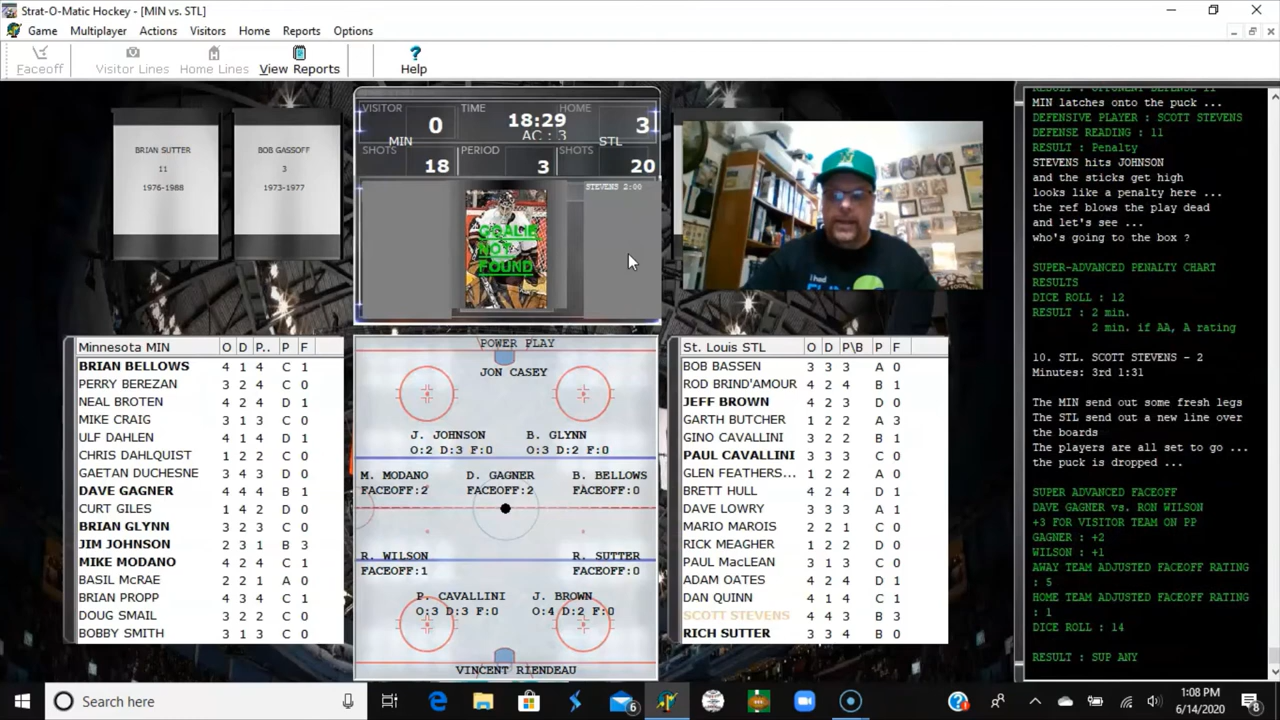 Strat-O-Matic Hockey - [MIN vs. STL]
Game Multiplayer Actions Visitors Home Reports Options
Faceoff Visitor Lines Home Lines View Reports Help
BRIAN SUTTER
11
1976-1988
BOB GASSOFF
3
1973-1977
VISITOR 0 TIME 18:29 HOME 3
MIN AC : 3 STL
SHOTS 18 PERIOD 3 SHOTS 20
STEVENS 2:00
GOALIE
NOT
FOUND
Minnesota MIN O D P.. P F
BRIAN BELLOWS 4 1 4 C 1
PERRY BEREZAN 3 2 4 C 0
NEAL BROTEN 4 2 4 D 1
MIKE CRAIG 3 1 3 C 0
ULF DAHLEN 4 1 4 D 1
CHRIS DAHLQUIST 1 2 2 C 0
GAETAN DUCHESNE 3 4 3 D 0
DAVE GAGNER 4 4 4 B 1
CURT GILES 1 4 2 D 0
BRIAN GLYNN 3 2 3 C 0
JIM JOHNSON 2 3 1 B 3
MIKE MODANO 4 2 4 C 1
BASIL McRAE 2 2 1 A 0
BRIAN PROPP 4 3 4 C 1
DOUG SMAIL 3 2 2 C 0
BOBBY SMITH 3 1 3 C 0
POWER PLAY
JON CASEY
J. JOHNSON B. GLYNN
O:2 D:3 F:0 O:3 D:2 F:0
M. MODANO D. GAGNER B. BELLOWS
FACEOFF:2 FACEOFF:2 FACEOFF:0
R. WILSON R. SUTTER
FACEOFF:1 FACEOFF:0
P. CAVALLINI J. BROWN
O:3 D:3 F:0 O:4 D:2 F:0
VINCENT RIENDEAU
St. Louis STL O D P\B P F
BOB BASSEN 3 3 3 A 0
ROD BRIND'AMOUR 4 2 4 B 1
JEFF BROWN 4 2 3 D 0
GARTH BUTCHER 1 2 2 A 3
GINO CAVALLINI 3 2 2 B 1
PAUL CAVALLINI 3 3 3 C 0
GLEN FEATHERS... 1 2 2 A 0
BRETT HULL 4 2 4 D 1
DAVE LOWRY 3 3 3 A 1
MARIO MAROIS 2 2 1 C 0
RICK MEAGHER 1 2 2 D 0
PAUL MacLEAN 3 1 3 C 0
ADAM OATES 4 2 4 D 1
DAN QUINN 4 1 4 C 1
SCOTT STEVENS 4 4 3 B 3
RICH SUTTER 3 3 4 B 0
RESULT : OPPONENT DEFENSE 11
MIN latches onto the puck ...
DEFENSIVE PLAYER : SCOTT STEVENS
DEFENSE READING : 11
RESULT : Penalty
STEVENS hits JOHNSON
and the sticks get high
looks like a penalty here ...
the ref blows the play dead
and let's see ...
who's going to the box ?
SUPER-ADVANCED PENALTY CHART
RESULTS
DICE ROLL : 12
RESULT : 2 min.
2 min. if AA, A rating
10. STL. SCOTT STEVENS - 2
Minutes: 3rd 1:31
The MIN send out some fresh legs
The STL send out a new line over
the boards
The players are all set to go ...
the puck is dropped ...
SUPER ADVANCED FACEOFF
DAVE GAGNER vs. RON WILSON
+3 FOR VISITOR TEAM ON PP
GAGNER : +2
WILSON : +1
AWAY TEAM ADJUSTED FACEOFF RATING
: 5
HOME TEAM ADJUSTED FACEOFF RATING
: 1
DICE ROLL : 14
RESULT : SUP ANY
Search here
6
1:08 PM
6/14/2020
8